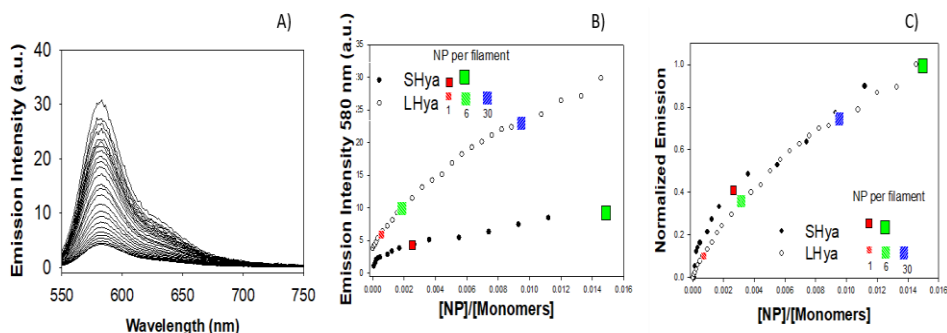 A)
Emission Intensity (a.u.)
40
30
20
10
0
550 600 650 700 750
Wavelength (nm)
B)
Emission Intensity 580 nm (a.u.)
35
30
25
20
15
10
5
0
NP per filament
SHya
LHya
1 6 30
0.000 0.002 0.004 0.006 0.008 0.010 0.012 0.014 0.016
[NP]/[Monomers]
C)
Normalized Emission
1.0
0.8
0.6
0.4
0.2
0.0
NP per filament
SHya
LHya
1 6 30
0.000 0.002 0.004 0.006 0.008 0.010 0.012 0.014 0.016
[NP]/[Monomers]